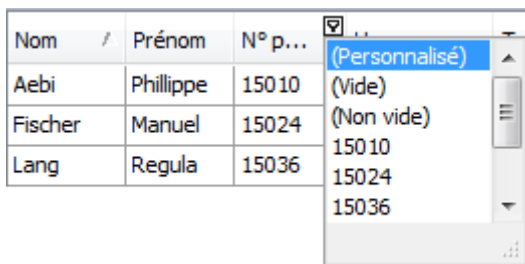 Nom Prénom N° p...
Aebi Phillippe 15010
Fischer Manuel 15024
Lang Regula 15036
(Personnalisé)
(Vide)
(Non vide)
15010
15024
15036